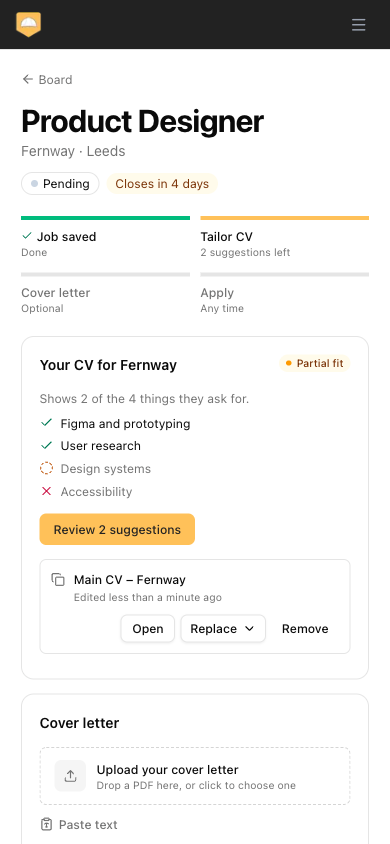 Board
Product Designer
Fernway · Leeds
Pending
Closes in 4 days
Job saved
Done
Tailor CV
2 suggestions left
Cover letter
Optional
Apply
Any time
Your CV for Fernway
Partial fit
Shows 2 of the 4 things they ask for.
Figma and prototyping
User research
Design systems
Accessibility
Review 2 suggestions
Main CV – Fernway
Edited less than a minute ago
Open
Replace
Remove
Cover letter
Upload your cover letter
Drop a PDF here, or click to choose one
Paste text